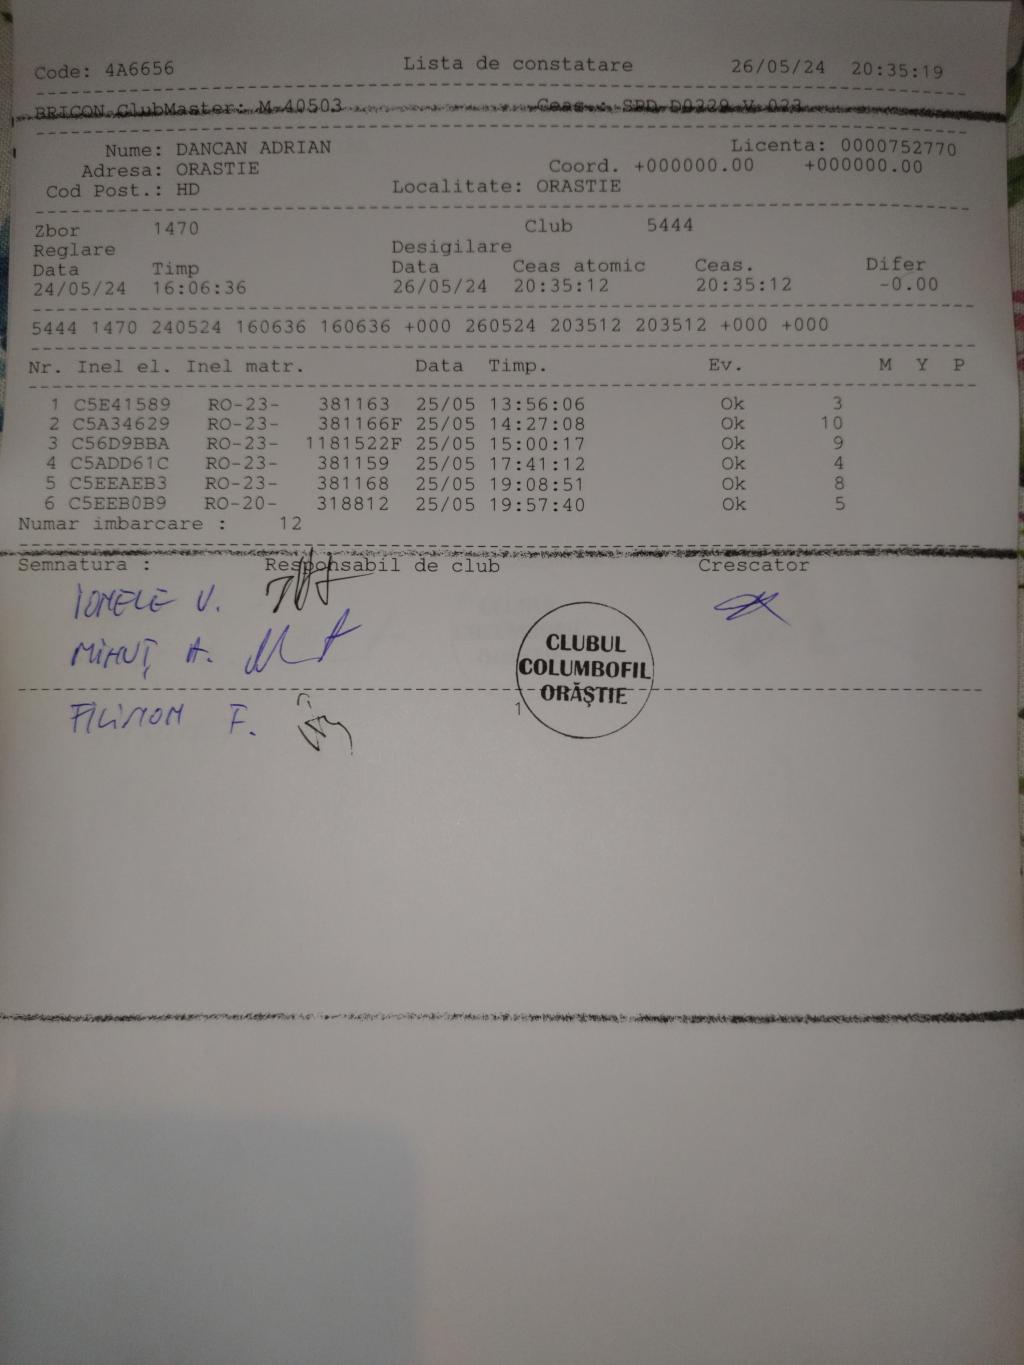 Code: 4A6656 Lista de constatare 26/05/24 20:35:19
BRICON ClubMaster: M 40503 Ceas.: SPD D0229 V 023
Nume: DANCAN ADRIAN Licenta: 0000752770
Adresa: ORASTIE Coord. +000000.00 +000000.00
Cod Post.: HD Localitate: ORASTIE
Zbor 1470 Club 5444
Reglare Desigilare
Data Timp Data Ceas atomic Ceas. Difer
24/05/24 16:06:36 26/05/24 20:35:12 20:35:12 -0.00
5444 1470 240524 160636 160636 +000 260524 203512 203512 +000 +000
Nr. Inel el. Inel matr. Data Timp. Ev. M Y P
1 C5E41589 RO-23- 381163 25/05 13:56:06 Ok 3
2 C5A34629 RO-23- 381166F 25/05 14:27:08 Ok 10
3 C56D9BBA RO-23- 1181522F 25/05 15:00:17 Ok 9
4 C5ADD61C RO-23- 381159 25/05 17:41:12 Ok 4
5 C5EEAEB3 RO-23- 381168 25/05 19:08:51 Ok 8
6 C5EEB0B9 RO-20- 318812 25/05 19:57:40 Ok 5
Numar imbarcare : 12
Semnatura : Responsabil de club Crescator
IONELE V.
MIHUȚ A.
CLUBUL
COLUMBOFIL
ORĂŞTIE
FILIMON F.
1